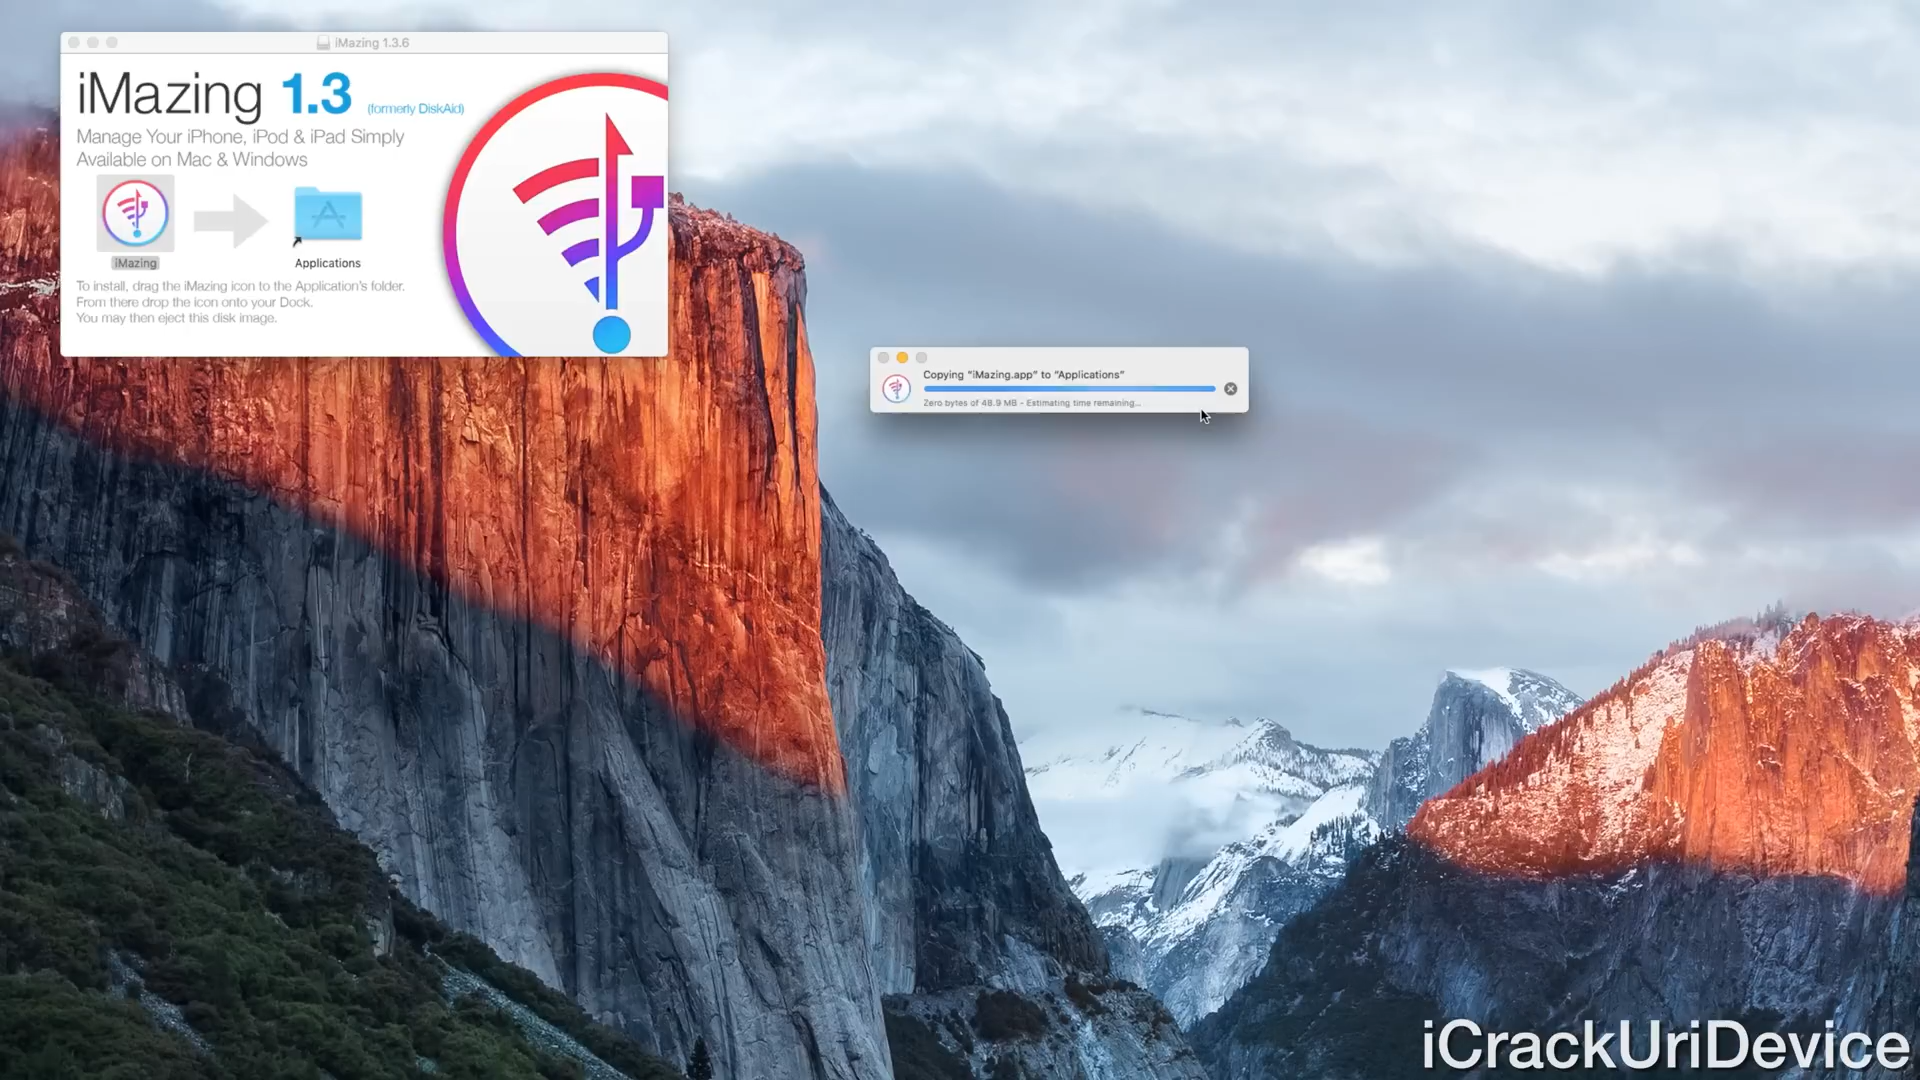 iMazing 1.3.6
iMazing 1.3 (formerly DiskAid)
Manage Your iPhone, iPod & iPad Simply
Available on Mac & Windows
iMazing
Applications
To install, drag the iMazing icon to the Application's folder.
From there drop the icon onto your Dock.
You may then eject this disk image.
Copying "iMazing.app" to "Applications"
Zero bytes of 48.9 MB - Estimating time remaining...
iCrackUriDevice